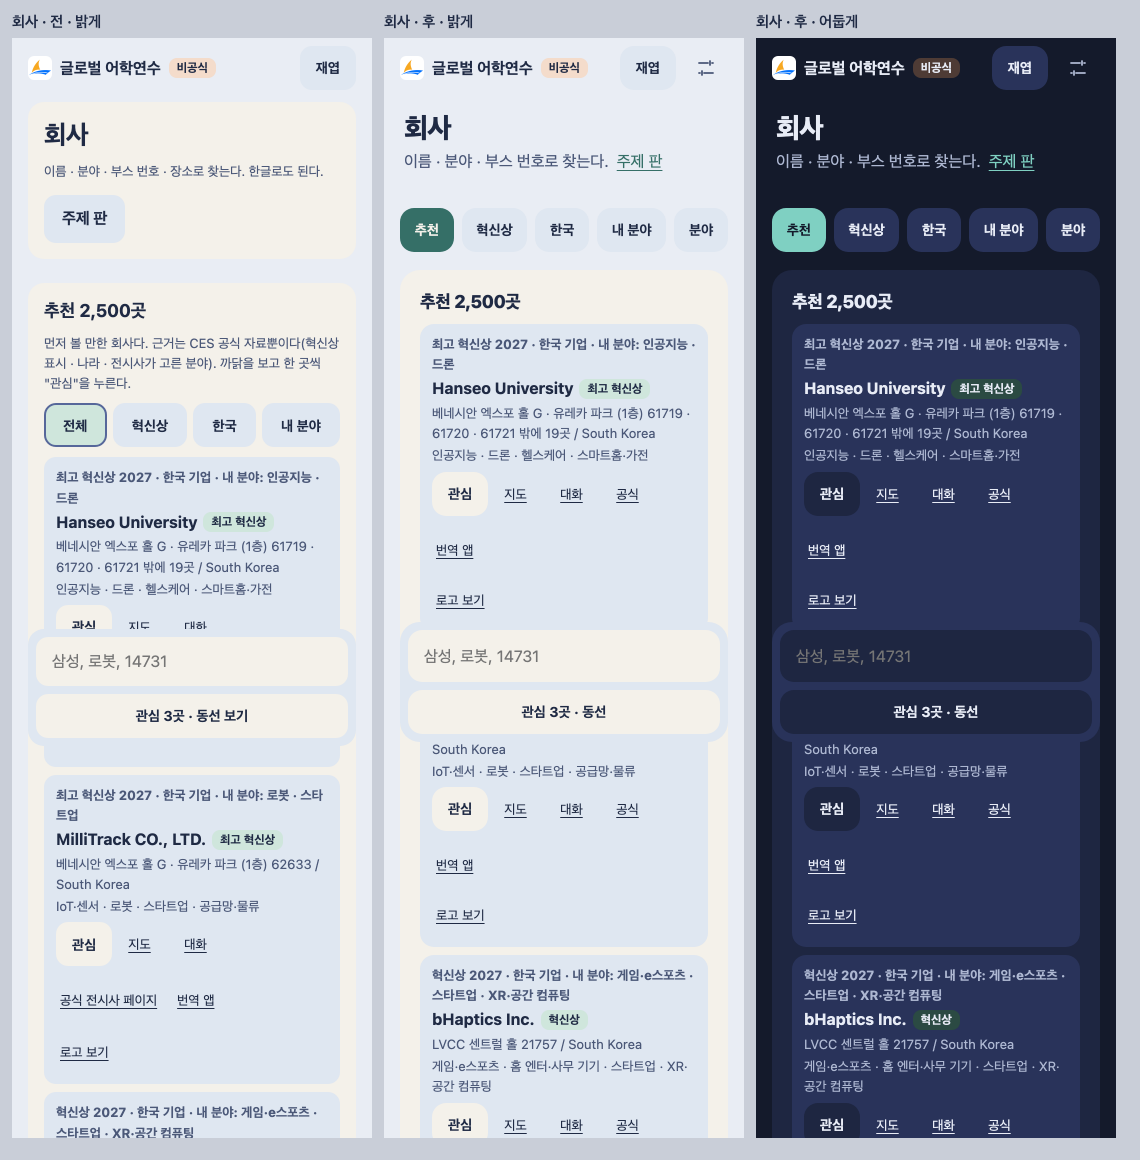 회사 · 전 · 밝게
글로벌 어학연수 비공식 재엽
회사
이름 · 분야 · 부스 번호 · 장소로 찾는다. 한글로도 된다.
주제 판
추천 2,500곳
먼저 볼 만한 회사다. 근거는 CES 공식 자료뿐이다(혁신상
표시 · 나라 · 전시사가 고른 분야). 까닭을 보고 한 곳씩
"관심"을 누른다.
전체 혁신상 한국 내 분야
최고 혁신상 2027 · 한국 기업 · 내 분야: 인공지능 ·
드론
Hanseo University 최고 혁신상
베네시안 엑스포 홀 G · 유레카 파크 (1층) 61719 ·
61720 · 61721 밖에 19곳 / South Korea
인공지능 · 드론 · 헬스케어 · 스마트홈·가전
관심 지도 대화
삼성, 로봇, 14731
관심 3곳 · 동선 보기
최고 혁신상 2027 · 한국 기업 · 내 분야: 로봇 · 스타
트업
MilliTrack CO., LTD. 최고 혁신상
베네시안 엑스포 홀 G · 유레카 파크 (1층) 62633 /
South Korea
IoT·센서 · 로봇 · 스타트업 · 공급망·물류
관심 지도 대화
공식 전시사 페이지 번역 앱
로고 보기
혁신상 2027 · 한국 기업 · 내 분야: 게임·e스포츠 ·
스타트업 · XR·공간 컴퓨팅
회사 · 후 · 밝게
글로벌 어학연수 비공식 재엽
회사
이름 · 분야 · 부스 번호로 찾는다. 주제 판
추천 혁신상 한국 내 분야 분야
추천 2,500곳
최고 혁신상 2027 · 한국 기업 · 내 분야: 인공지능 ·
드론
Hanseo University 최고 혁신상
베네시안 엑스포 홀 G · 유레카 파크 (1층) 61719 ·
61720 · 61721 밖에 19곳 / South Korea
인공지능 · 드론 · 헬스케어 · 스마트홈·가전
관심 지도 대화 공식
번역 앱
로고 보기
삼성, 로봇, 14731
관심 3곳 · 동선
South Korea
IoT·센서 · 로봇 · 스타트업 · 공급망·물류
관심 지도 대화 공식
번역 앱
로고 보기
혁신상 2027 · 한국 기업 · 내 분야: 게임·e스포츠 ·
스타트업 · XR·공간 컴퓨팅
bHaptics Inc. 혁신상
LVCC 센트럴 홀 21757 / South Korea
게임·e스포츠 · 홈 엔터·사무 기기 · 스타트업 · XR·
공간 컴퓨팅
관심 지도 대화 공식
회사 · 후 · 어둡게
글로벌 어학연수 비공식 재엽
회사
이름 · 분야 · 부스 번호로 찾는다. 주제 판
추천 혁신상 한국 내 분야 분야
추천 2,500곳
최고 혁신상 2027 · 한국 기업 · 내 분야: 인공지능 ·
드론
Hanseo University 최고 혁신상
베네시안 엑스포 홀 G · 유레카 파크 (1층) 61719 ·
61720 · 61721 밖에 19곳 / South Korea
인공지능 · 드론 · 헬스케어 · 스마트홈·가전
관심 지도 대화 공식
번역 앱
로고 보기
삼성, 로봇, 14731
관심 3곳 · 동선
South Korea
IoT·센서 · 로봇 · 스타트업 · 공급망·물류
관심 지도 대화 공식
번역 앱
로고 보기
혁신상 2027 · 한국 기업 · 내 분야: 게임·e스포츠 ·
스타트업 · XR·공간 컴퓨팅
bHaptics Inc. 혁신상
LVCC 센트럴 홀 21757 / South Korea
게임·e스포츠 · 홈 엔터·사무 기기 · 스타트업 · XR·
공간 컴퓨팅
관심 지도 대화 공식